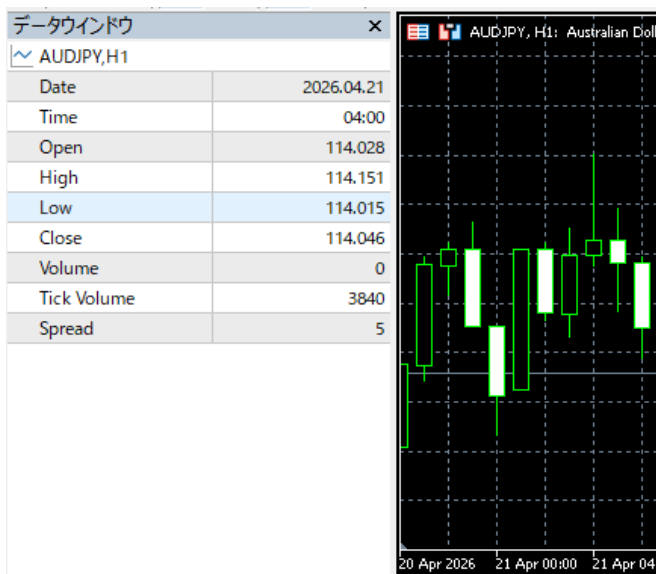 データウインドウ
AUDJPY,H1
Date 2026.04.21
Time 04:00
Open 114.028
High 114.151
Low 114.015
Close 114.046
Volume 0
Tick Volume 3840
Spread 5
AUDJPY, H1: Australian Doll
20 Apr 2026 21 Apr 00:00 21 Apr 04